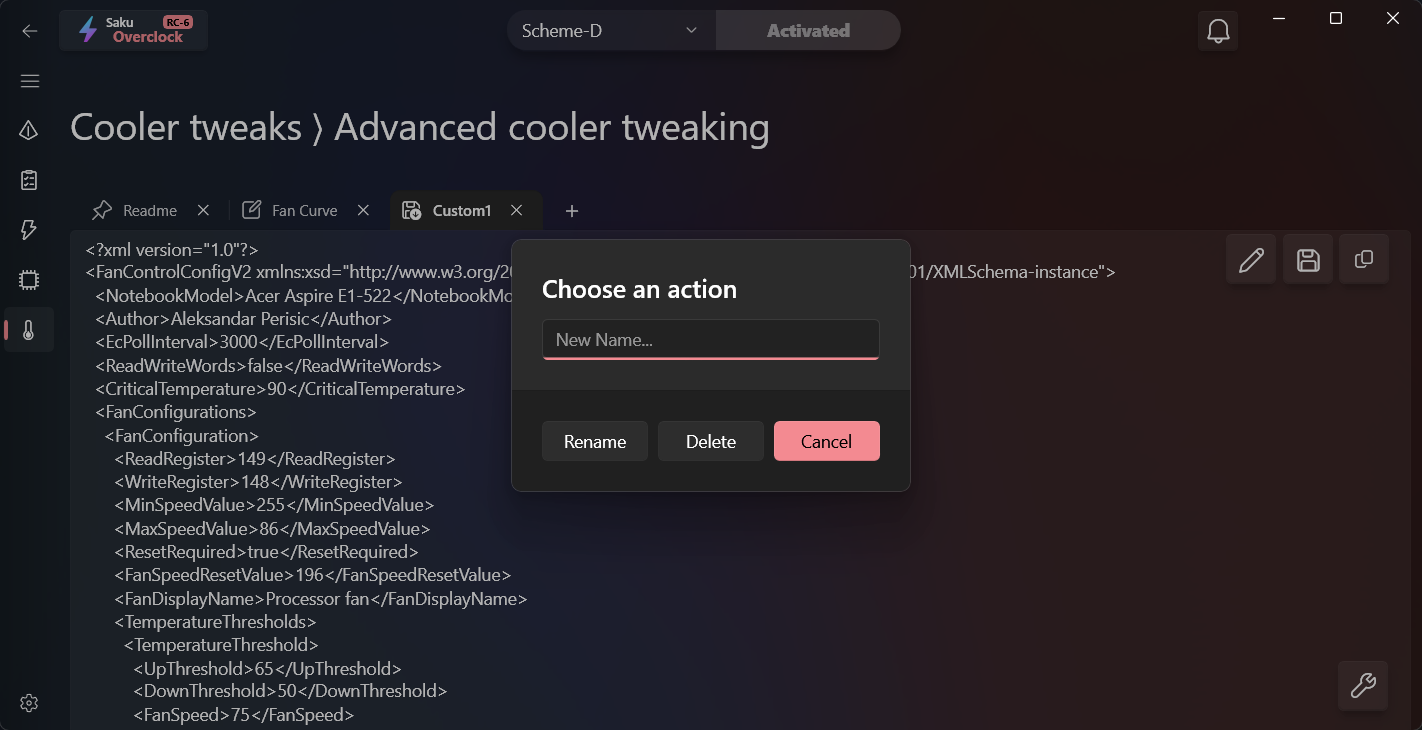 Saku RC-6
Overclock
Scheme-D
Activated
Cooler tweaks ⟩ Advanced cooler tweaking
Readme
Fan Curve
Custom1
<?xml version="1.0"?>
<FanControlConfigV2 xmlns:xsd="http://www.w3.org/20 01/XMLSchema-instance">
<NotebookModel>Acer Aspire E1-522</NotebookMo
<Author>Aleksandar Perisic</Author>
<EcPollInterval>3000</EcPollInterval>
<ReadWriteWords>false</ReadWriteWords>
<CriticalTemperature>90</CriticalTemperature>
<FanConfigurations>
<FanConfiguration>
<ReadRegister>149</ReadRegister>
<WriteRegister>148</WriteRegister>
<MinSpeedValue>255</MinSpeedValue>
<MaxSpeedValue>86</MaxSpeedValue>
<ResetRequired>true</ResetRequired>
<FanSpeedResetValue>196</FanSpeedResetValue>
<FanDisplayName>Processor fan</FanDisplayName>
<TemperatureThresholds>
<TemperatureThreshold>
<UpThreshold>65</UpThreshold>
<DownThreshold>50</DownThreshold>
<FanSpeed>75</FanSpeed>
Choose an action
New Name...
Rename
Delete
Cancel